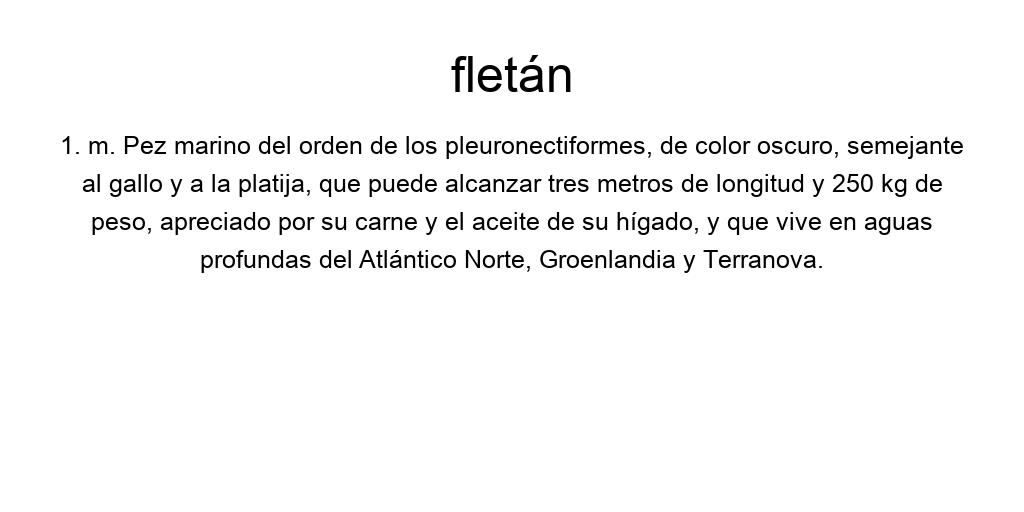 fletán
1. m. Pez marino del orden de los pleuronectiformes, de color oscuro, semejante
al gallo y a la platija, que puede alcanzar tres metros de longitud y 250 kg de
peso, apreciado por su carne y el aceite de su hígado, y que vive en aguas
profundas del Atlántico Norte, Groenlandia y Terranova.